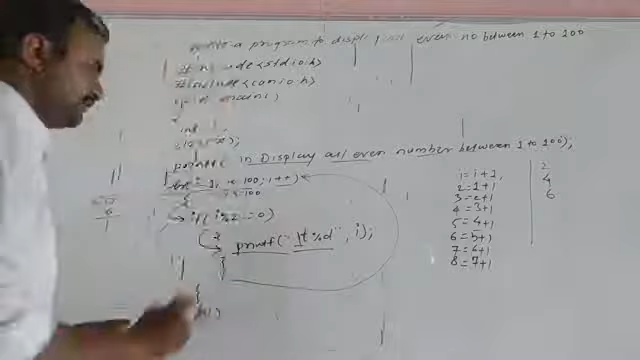 write a program to display all even no between 1 to 100
#include <stdio.h>
#include <conio.h>
void main()
{
int i;
clrscr();
printf(" \n Display all even number between 1 to 100);
for(i=1; i<=100; i++)
if(i%2==0)
{
printf("\t%d", i);
}
}
i=i+1,
2=1+1
3=2+1
4=3+1
5=4+1
6=5+1
7=6+1
8=7+1
2
4
6